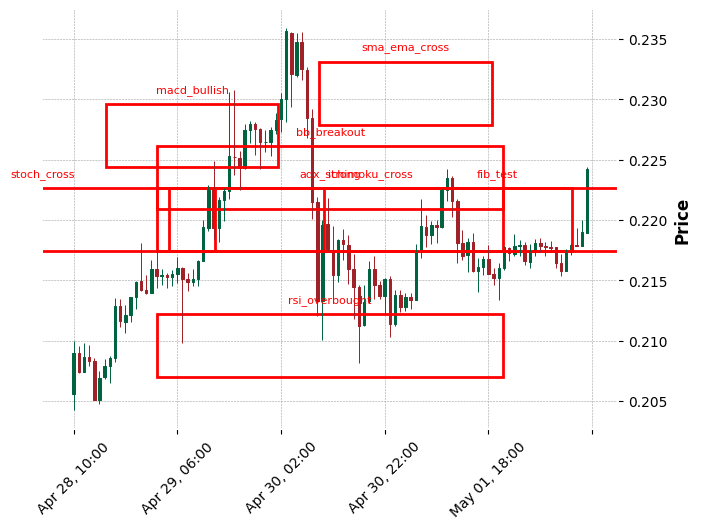 sma_ema_cross
0.235
macd_bullish
0.230
bb_breakout
0.225
stoch_cross
ichimoku_cross
fib_test
0.220
Price
0.215
rsi_overbought
0.210
0.205
Apr 28, 10:00
Apr 29, 06:00
Apr 30, 02:00
Apr 30, 22:00
May 01, 18:00